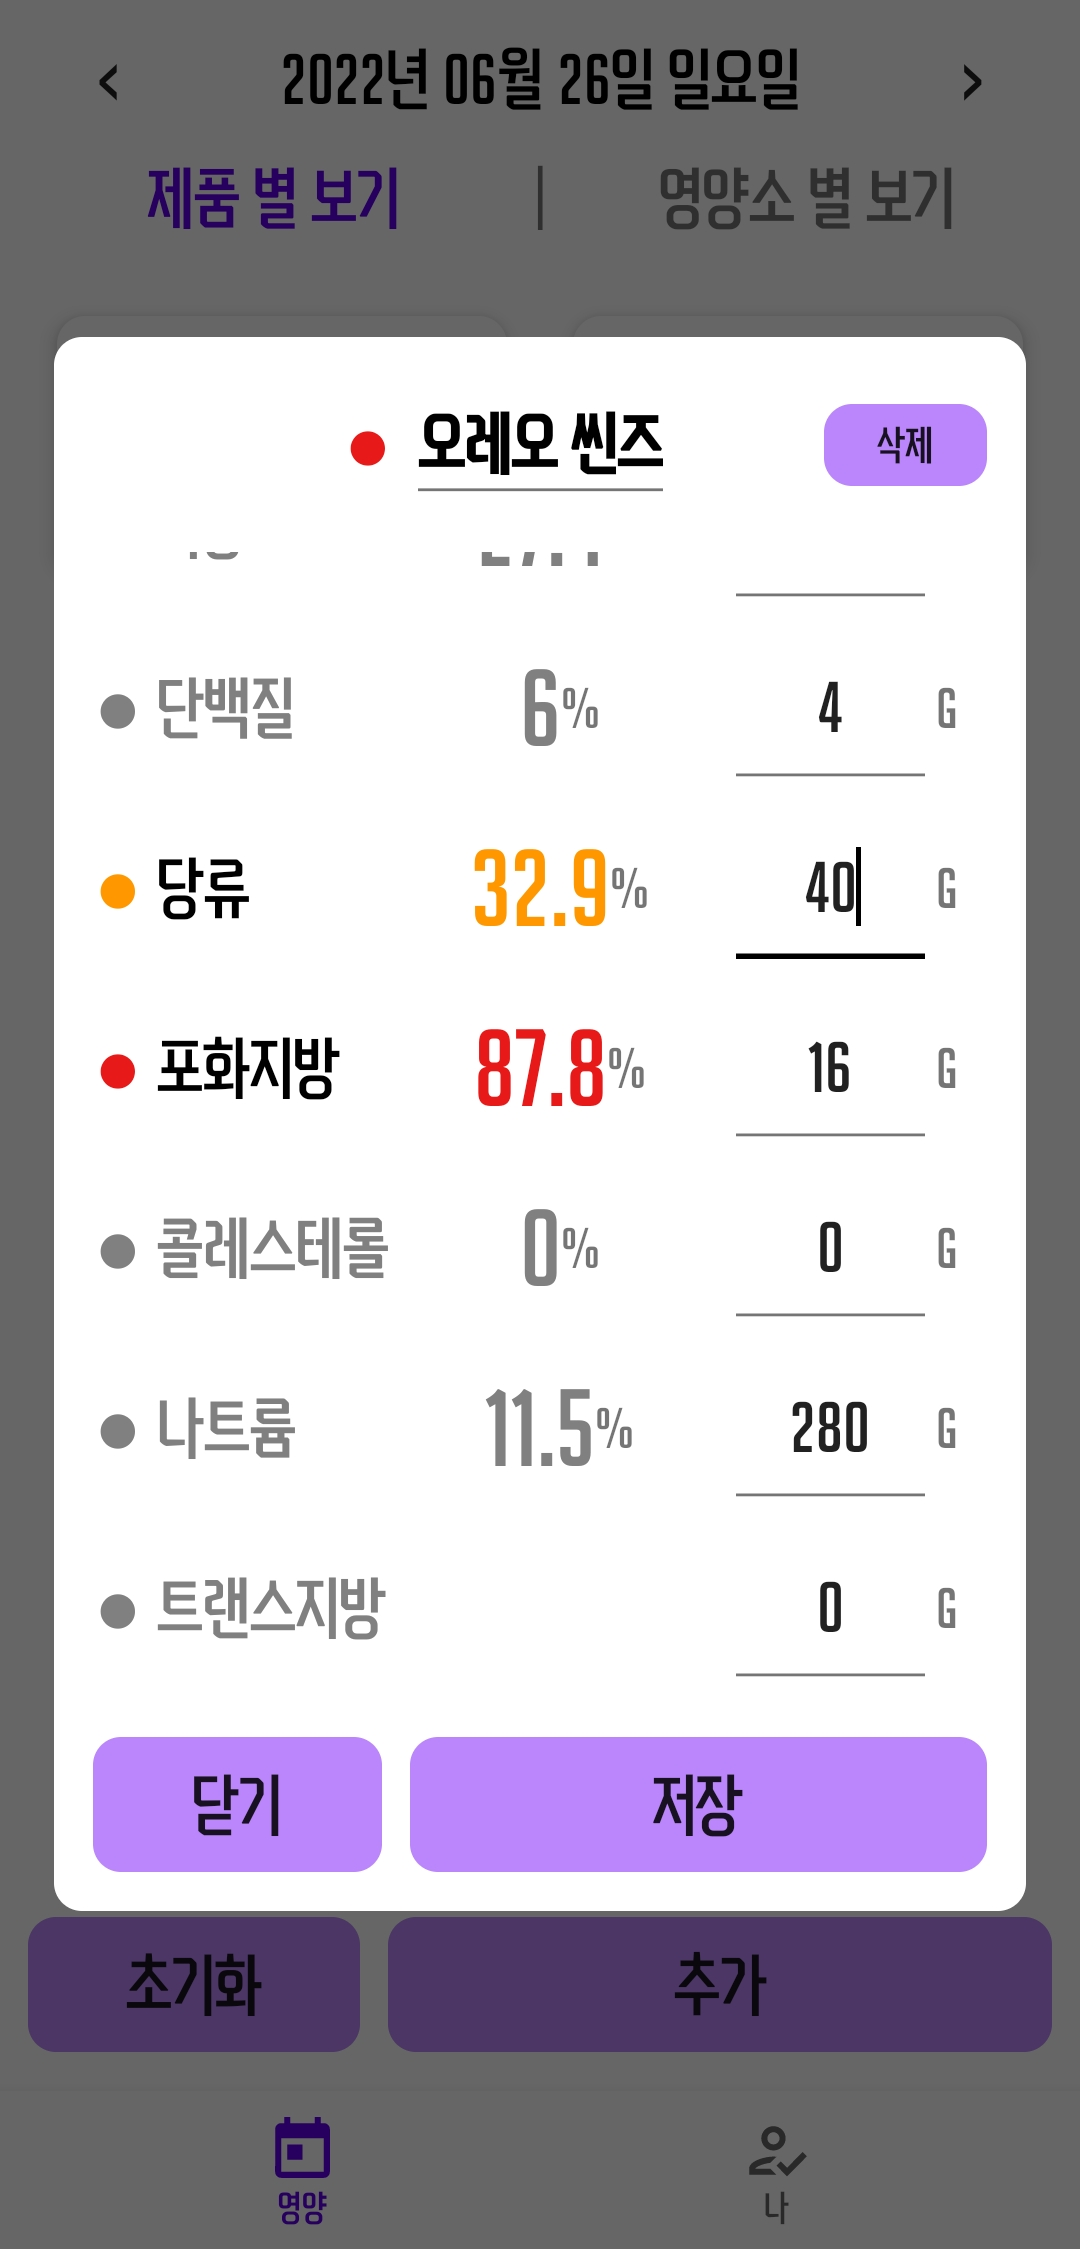 2022년 06월 26일 일요일
제품 별 보기 | 영양소 별 보기
오레오 씬즈 삭제
단백질 6% 4 G
당류 32.9% 40 G
포화지방 87.8% 16 G
콜레스테롤 0% 0 G
나트륨 11.5% 280 G
트랜스지방 0 G
닫기 저장
초기화 추가
영양 나